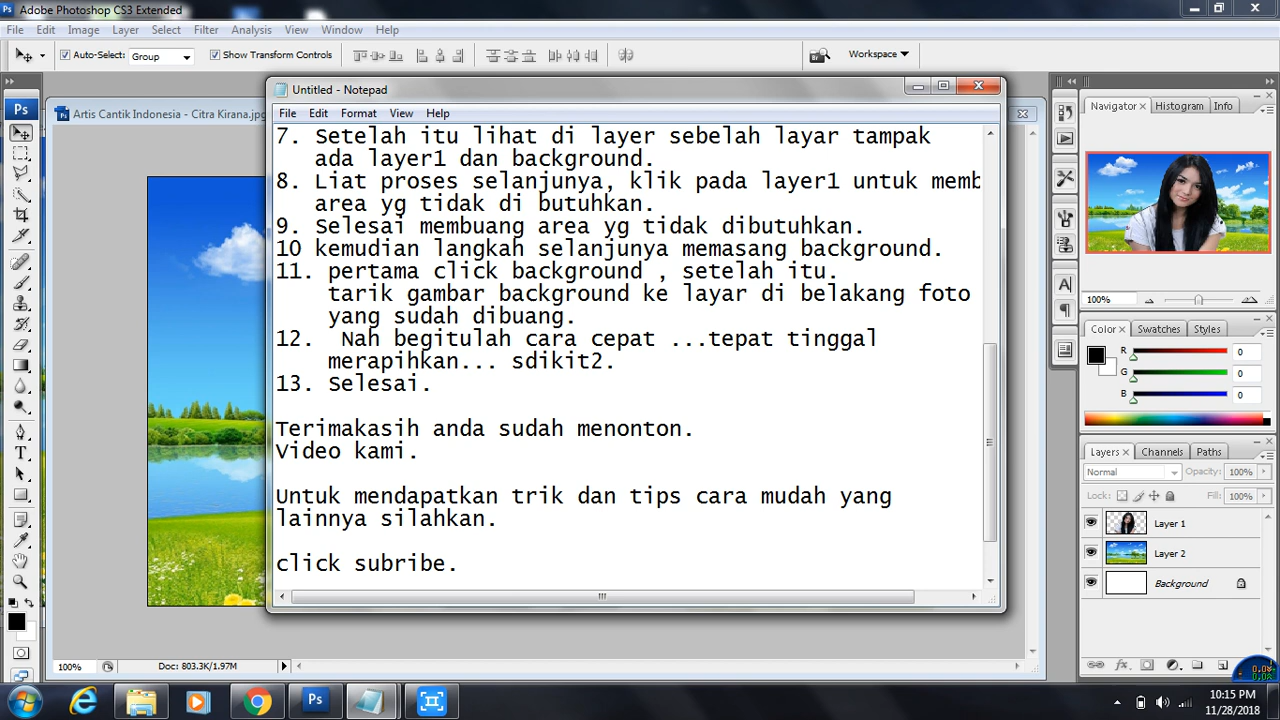 Adobe Photoshop CS3 Extended
File Edit Image Layer Select Filter Analysis View Window Help
Auto-Select: Group Show Transform Controls Workspace
Untitled - Notepad
Artis Cantik Indonesia - Citra Kirana.jpg
File Edit Format View Help
7. Setelah itu lihat di layer sebelah layar tampak
ada layer1 dan background.
8. Liat proses selanjunya, klik pada layer1 untuk memb
area yg tidak di butuhkan.
9. Selesai membuang area yg tidak dibutuhkan.
10 kemudian langkah selanjunya memasang background.
11. pertama click background , setelah itu.
tarik gambar background ke layar di belakang foto
yang sudah dibuang.
12. Nah begitulah cara cepat ...tepat tinggal
merapihkan... sdikit2.
13. Selesai.
Terimakasih anda sudah menonton.
Video kami.
Untuk mendapatkan trik dan tips cara mudah yang
lainnya silahkan.
click subribe.
Navigator Histogram Info
100%
Color Swatches Styles
R 0
G 0
B 0
Layers Channels Paths
Normal Opacity: 100%
Lock: Fill: 100%
Layer 1
Layer 2
Background
100% Doc: 803.3K/1.97M
10:15 PM
11/28/2018